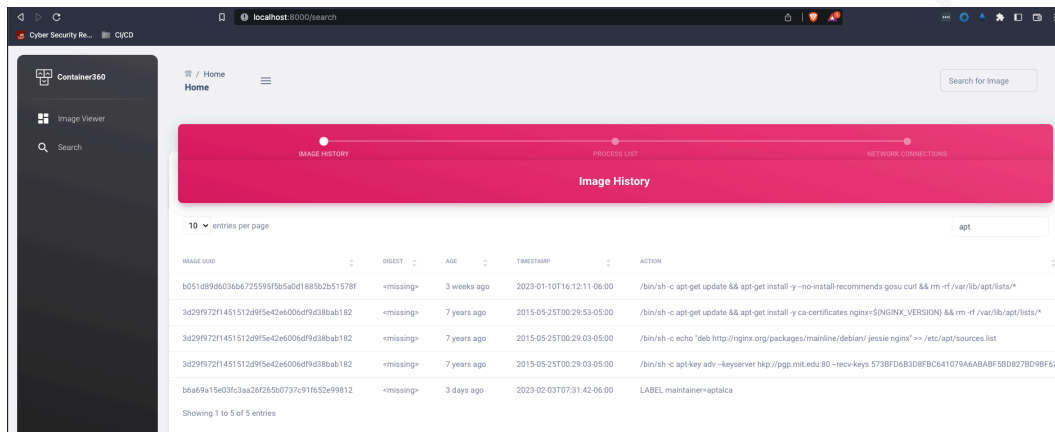 localhost:8000/search
Cyber Security Re... CI/CD
Container360
/ Home
Home
Search for Image
Image Viewer
Search
IMAGE HISTORY PROCESS LIST NETWORK CONNECTIONS
Image History
10 entries per page apt
IMAGE UUID DIGEST AGE TIMESTAMP ACTION
b051d89d6036b6725595f5b5a0d1885b2b51578f <missing> 3 weeks ago 2023-01-10T16:12:11-06:00 /bin/sh -c apt-get update && apt-get install -y --no-install-recommends gosu curl && rm -rf /var/lib/apt/lists/*
3d29f972f1451512d9f5e42e6006df9d38bab182 <missing> 7 years ago 2015-05-25T00:29:53-05:00 /bin/sh -c apt-get update && apt-get install -y ca-certificates nginx=${NGINX_VERSION} && rm -rf /var/lib/apt/lists/*
3d29f972f1451512d9f5e42e6006df9d38bab182 <missing> 7 years ago 2015-05-25T00:29:03-05:00 /bin/sh -c echo "deb http://nginx.org/packages/mainline/debian/ jessie nginx" >> /etc/apt/sources.list
3d29f972f1451512d9f5e42e6006df9d38bab182 <missing> 7 years ago 2015-05-25T00:29:03-05:00 /bin/sh -c apt-key adv --keyserver hkp://pgp.mit.edu:80 --recv-keys 573BFD6B3D8FBC641079A6ABABF5BD827BD9BF62
b6a69a15e03fc3aa26f265b0737c91f652e99812 <missing> 3 days ago 2023-02-03T07:31:42-06:00 LABEL maintainer=aptalca
Showing 1 to 5 of 5 entries